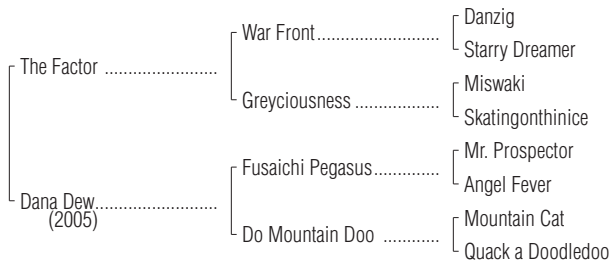 Danzig
War Front
Starry Dreamer
The Factor
Miswaki
Greyciousness
Skatingonthinice
Mr. Prospector
Fusaichi Pegasus
Angel Fever
Dana Dew
(2005)
Mountain Cat
Do Mountain Doo
Quack a Doodledoo